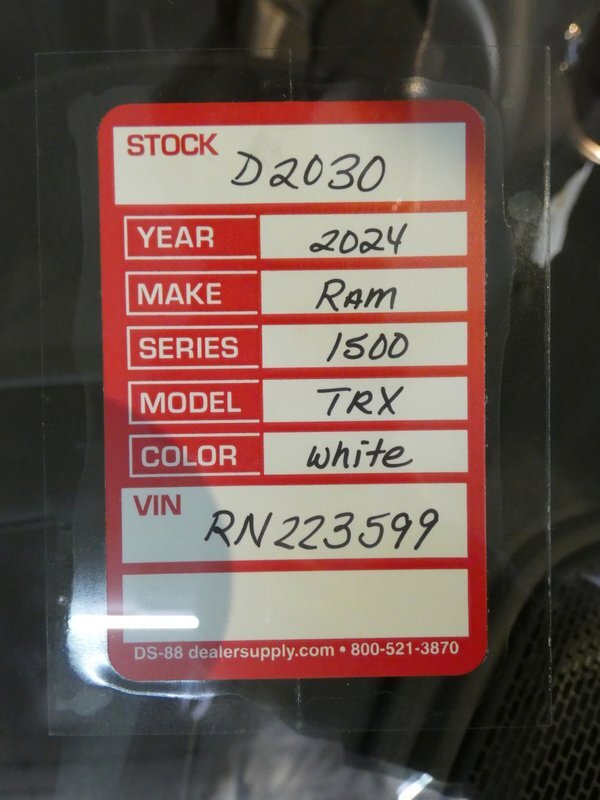 STOCK D2030
YEAR 2024
MAKE RAM
SERIES 1500
MODEL TRX
COLOR white
VIN RN223599
DS-88 dealersupply.com • 800-521-3870